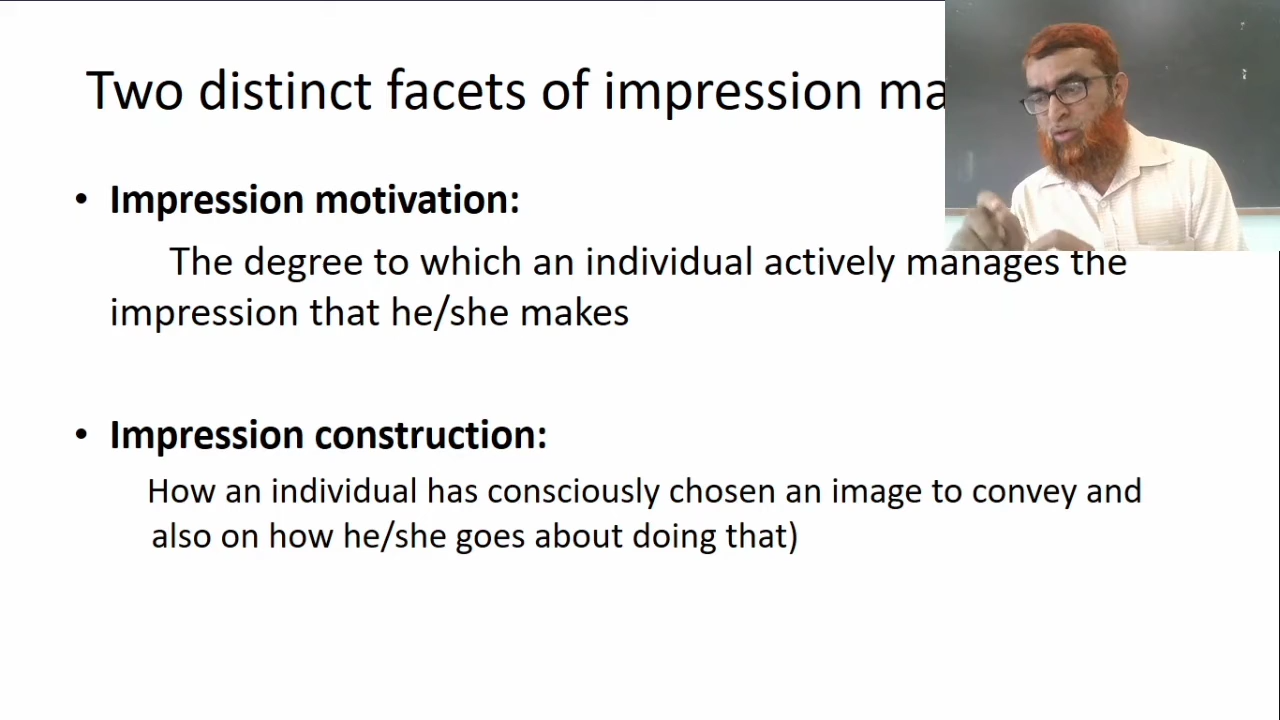 Two distinct facets of impression
• Impression motivation:
The degree to which an individual actively manages the
impression that he/she makes
• Impression construction:
How an individual has consciously chosen an image to convey and
also on how he/she goes about doing that)